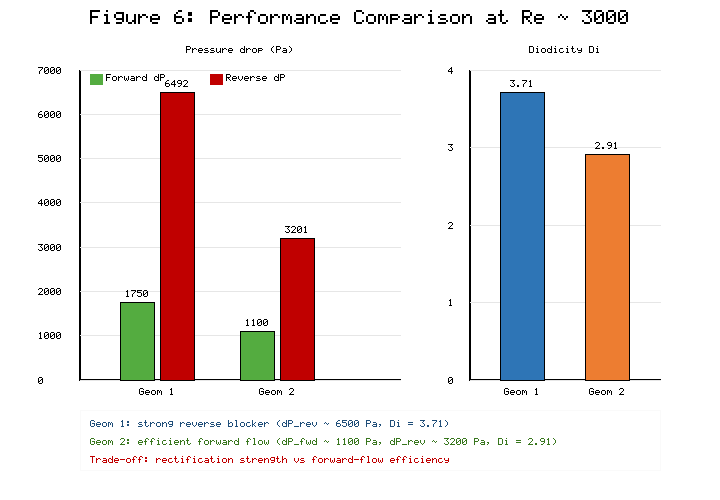 Figure 6: Performance Comparison at Re ~ 3000
Pressure drop (Pa)
Forward dP
Reverse dP
7000
6000
5000
4000
3000
2000
1000
0
1750
6492
1100
3201
Geom 1
Geom 2
Diodicity Di
4
3
2
1
0
3.71
2.91
Geom 1
Geom 2
Geom 1: strong reverse blocker (dP_rev ~ 6500 Pa, Di = 3.71)
Geom 2: efficient forward flow (dP_fwd ~ 1100 Pa, dP_rev ~ 3200 Pa, Di = 2.91)
Trade-off: rectification strength vs forward-flow efficiency